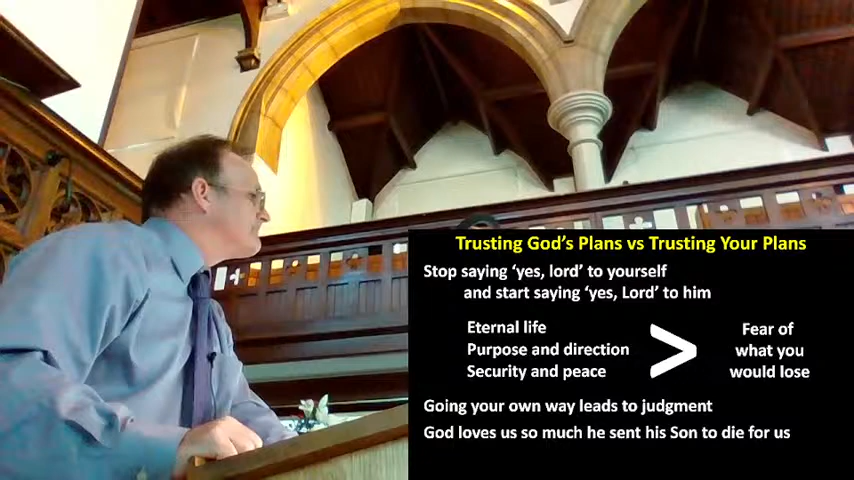 Trusting God's Plans vs Trusting Your Plans
Stop saying 'yes, lord' to yourself
and start saying 'yes, Lord' to him
Eternal life
Purpose and direction
Security and peace
>
Fear of
what you
would lose
Going your own way leads to judgment
God loves us so much he sent his Son to die for us